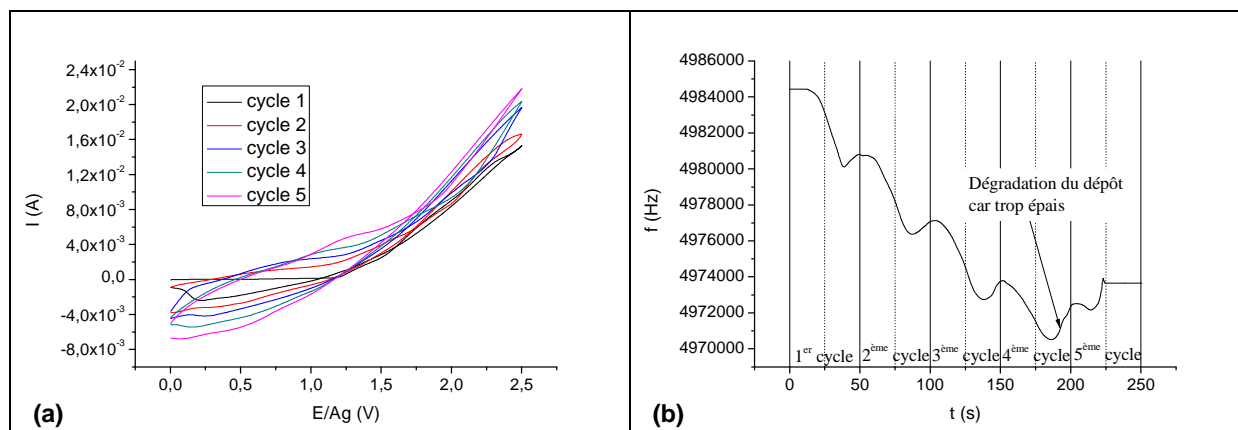 2,4x10⁻²
2,0x10⁻²
1,6x10⁻²
1,2x10⁻²
8,0x10⁻³
4,0x10⁻³
0,0
-4,0x10⁻³
-8,0x10⁻³
I (A)
cycle 1
cycle 2
cycle 3
cycle 4
cycle 5
0,0 0,5 1,0 1,5 2,0 2,5
E/Ag (V)
(a)
4986000
4984000
4982000
4980000
4978000
4976000
4974000
4972000
4970000
f (Hz)
Dégradation du dépôt
car trop épais
1ᵉʳ cycle 2ᵉᵐᵉ cycle 3ᵉᵐᵉ cycle 4ᵉᵐᵉ cycle 5ᵉᵐᵉ cycle
0 50 100 150 200 250
t (s)
(b)